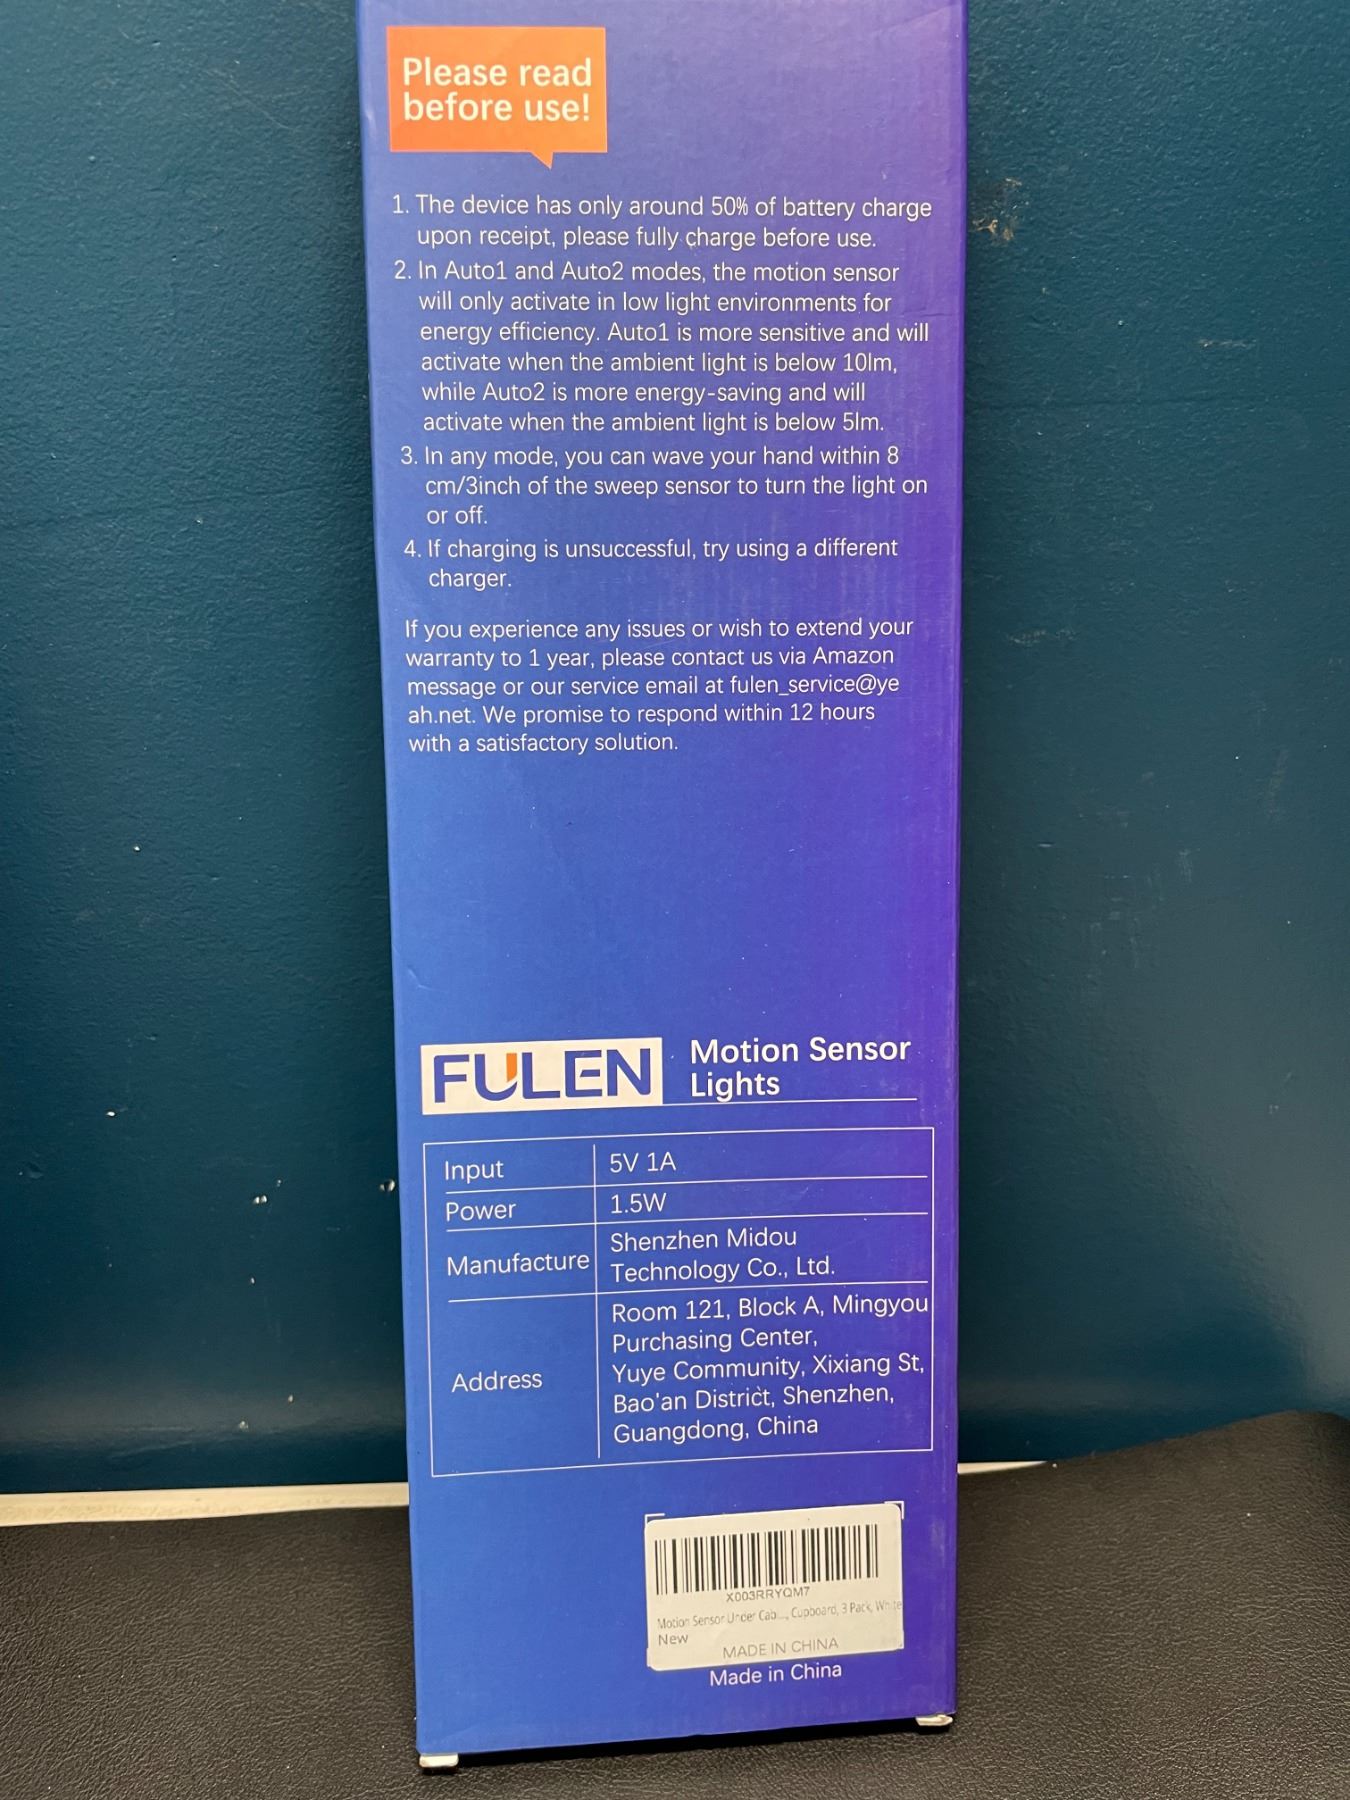 Please read
before use!
1. The device has only around 50% of battery charge
upon receipt, please fully charge before use.
2. In Auto1 and Auto2 modes, the motion sensor
will only activate in low light environments for
energy efficiency. Auto1 is more sensitive and will
activate when the ambient light is below 10lm,
while Auto2 is more energy-saving and will
activate when the ambient light is below 5lm.
3. In any mode, you can wave your hand within 8
cm/3inch of the sweep sensor to turn the light on
or off.
4. If charging is unsuccessful, try using a different
charger.
If you experience any issues or wish to extend your
warranty to 1 year, please contact us via Amazon
message or our service email at fulen_service@ye
ah.net. We promise to respond within 12 hours
with a satisfactory solution.
FULEN Motion Sensor
Lights
Input 5V 1A
Power 1.5W
Manufacture Shenzhen Midou
Technology Co., Ltd.
Address Room 121, Block A, Mingyou
Purchasing Center,
Yuye Community, Xixiang St,
Bao'an District, Shenzhen,
Guangdong, China
X003RRYQM7
Motion Sensor Under Cab..., Cupboard, 3 Pack, White
New
MADE IN CHINA
Made in China